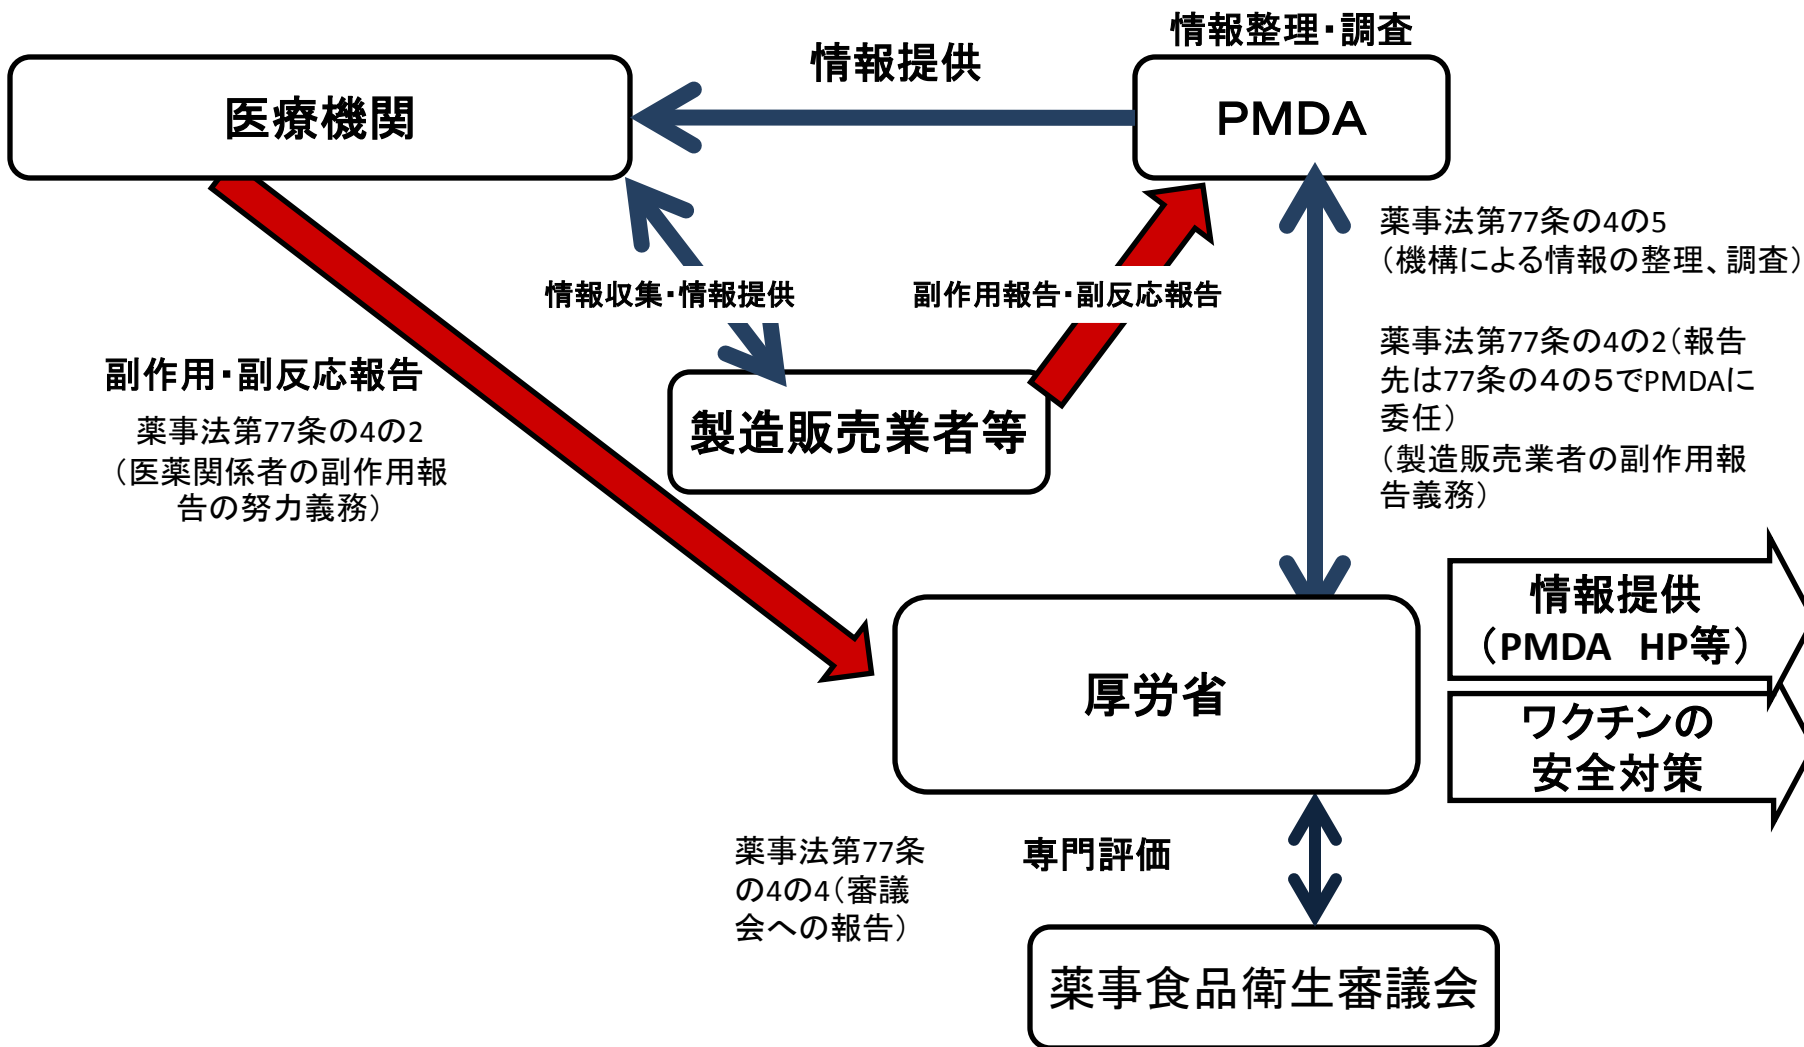 情報整理・調査
情報提供
医療機関
PMDA
薬事法第77条の4の5
（機構による情報の整理、調査）
情報収集・情報提供
副作用報告・副反応報告
薬事法第77条の4の2（報告
先は77条の４の５でPMDAに
委任）
（製造販売業者の副作用報
告義務）
副作用・副反応報告
薬事法第77条の4の2
（医薬関係者の副作用報
告の努力義務）
製造販売業者等
情報提供
（PMDA　HP等）
厚労省
ワクチンの
安全対策
薬事法第77条
の4の4（審議
会への報告）
専門評価
薬事食品衛生審議会